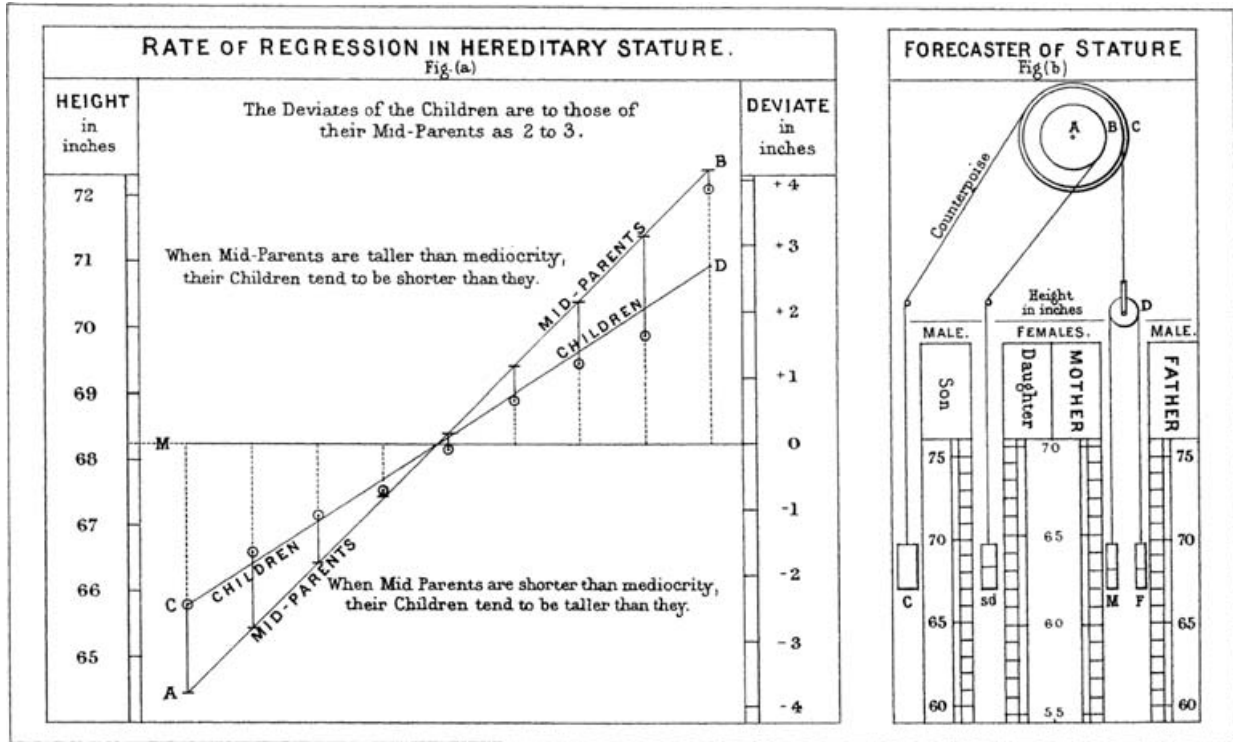 RATE OF REGRESSION IN HEREDITARY STATURE.
Fig. (a)
HEIGHT
in
inches
The Deviates of the Children are to those of
their Mid-Parents as 2 to 3.
DEVIATE
in
inches
72
71
70
69
M
68
67
66
65
When Mid-Parents are taller than mediocrity,
their Children tend to be shorter than they.
MID-PARENTS
CHILDREN
B
D
C
CHILDREN
MID-PARENTS
A
When Mid Parents are shorter than mediocrity,
their Children tend to be taller than they.
+4
+3
+2
+1
0
-1
-2
-3
-4
FORECASTER OF STATURE
Fig (b)
A B C
Counterpoise
D
Height
in inches
MALE. FEMALES. MALE.
Son
Daughter
MOTHER
FATHER
75
70
65
60
70
65
60
55
75
70
65
60
C sd M F